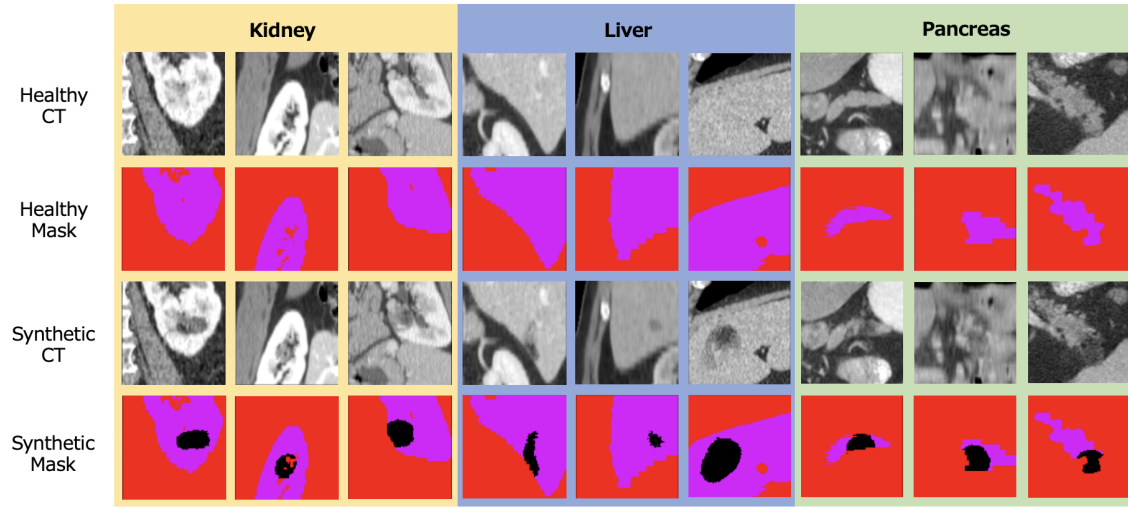 Kidney
Liver
Pancreas
Healthy
CT
Healthy
Mask
Synthetic
CT
Synthetic
Mask